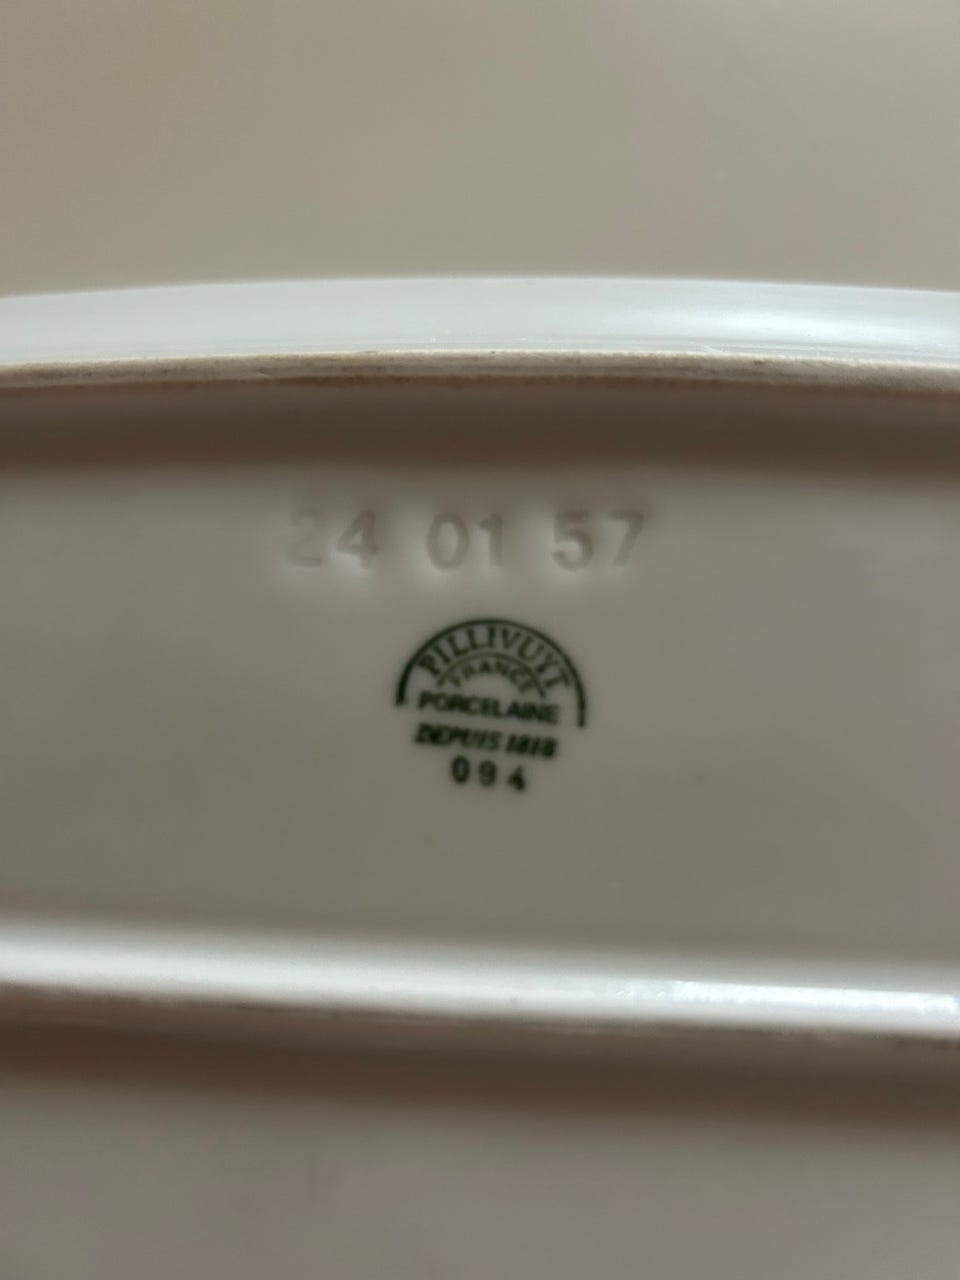 24 01 57
PILLIVUYT
FRANCE
PORCELAINE
DEPUIS 1818
094